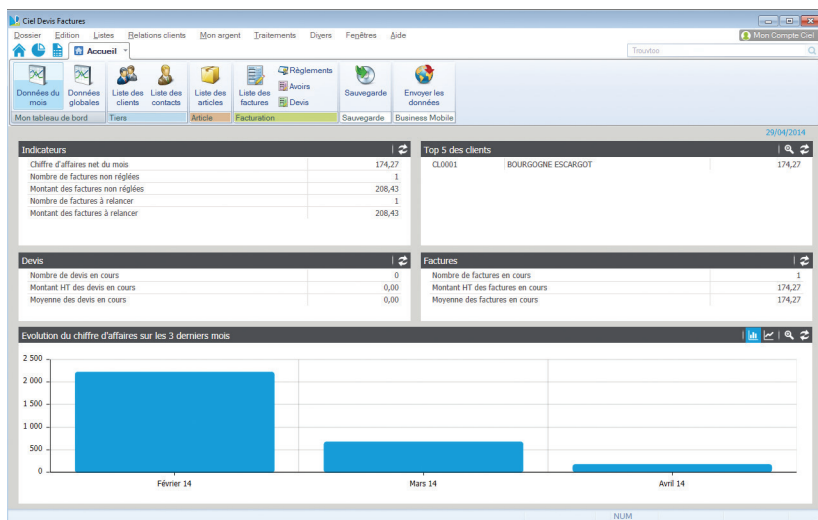 Ciel Devis Factures
Dossier Edition Listes Relations clients Mon argent Traitements Divers Fenêtres Aide
Mon Compte Ciel
Accueil
Trouvtoo
Données du mois
Données globales
Liste des clients
Liste des contacts
Liste des articles
Liste des factures
Règlements
Avoirs
Devis
Sauvegarde
Envoyer les données
Mon tableau de bord Tiers Article Facturation Sauvegarde Business Mobile
29/04/2014
Indicateurs
Chiffre d'affaires net du mois 174,27
Nombre de factures non réglées 1
Montant des factures non réglées 208,43
Nombre de factures à relancer 1
Montant des factures à relancer 208,43
Top 5 des clients
CL0001 BOURGOGNE ESCARGOT 174,27
Devis
Nombre de devis en cours 0
Montant HT des devis en cours 0,00
Moyenne des devis en cours 0,00
Factures
Nombre de factures en cours 1
Montant HT des factures en cours 174,27
Moyenne des factures en cours 174,27
Evolution du chiffre d'affaires sur les 3 derniers mois
2 500
2 000
1 500
1 000
500
0
Février 14 Mars 14 Avril 14
NUM